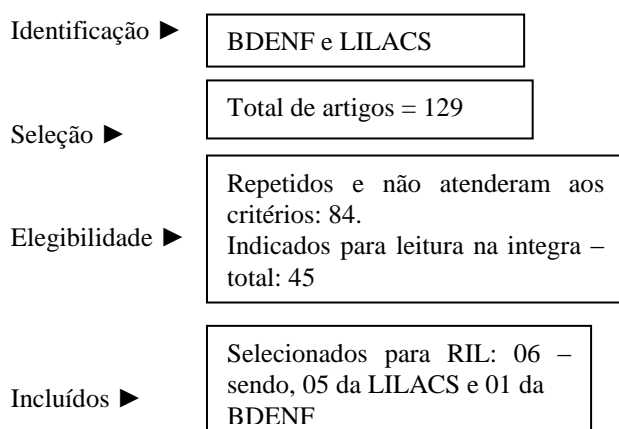 Identificação ►
BDENF e LILACS
Total de artigos = 129
Seleção ►
Repetidos e não atenderam aos
critérios: 84.
Indicados para leitura na integra –
total: 45
Elegibilidade ►
Selecionados para RIL: 06 –
sendo, 05 da LILACS e 01 da
BDENF
Incluídos ►